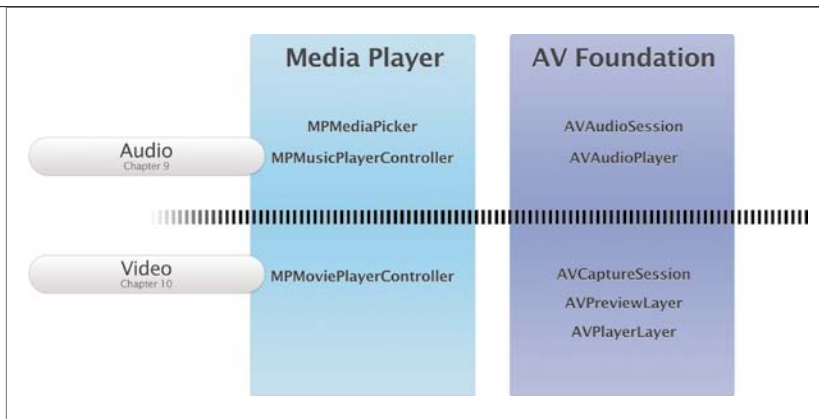 Media Player
AV Foundation
Audio
Chapter 9
MPMediaPicker
MPMusicPlayerController
AVAudioSession
AVAudioPlayer
Video
Chapter 10
MPMoviePlayerController
AVCaptureSession
AVPreviewLayer
AVPlayerLayer